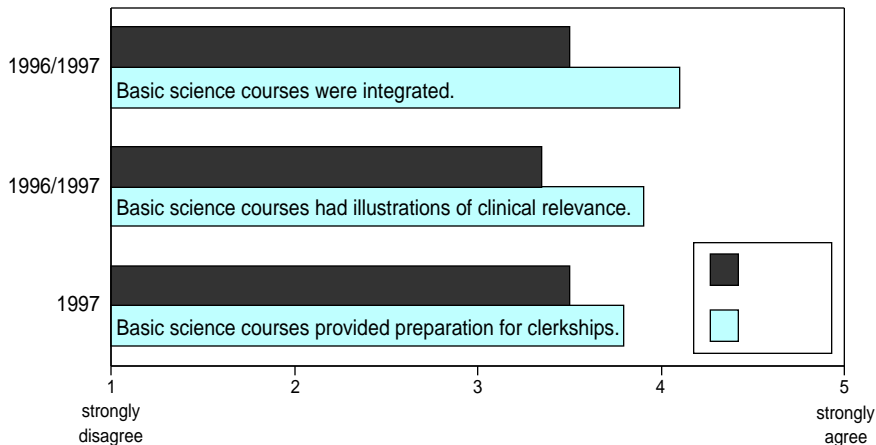 1996/1997
Basic science courses were integrated.
1996/1997
Basic science courses had illustrations of clinical relevance.
1997
Basic science courses provided preparation for clerkships.
1 2 3 4 5
strongly disagree
strongly agree